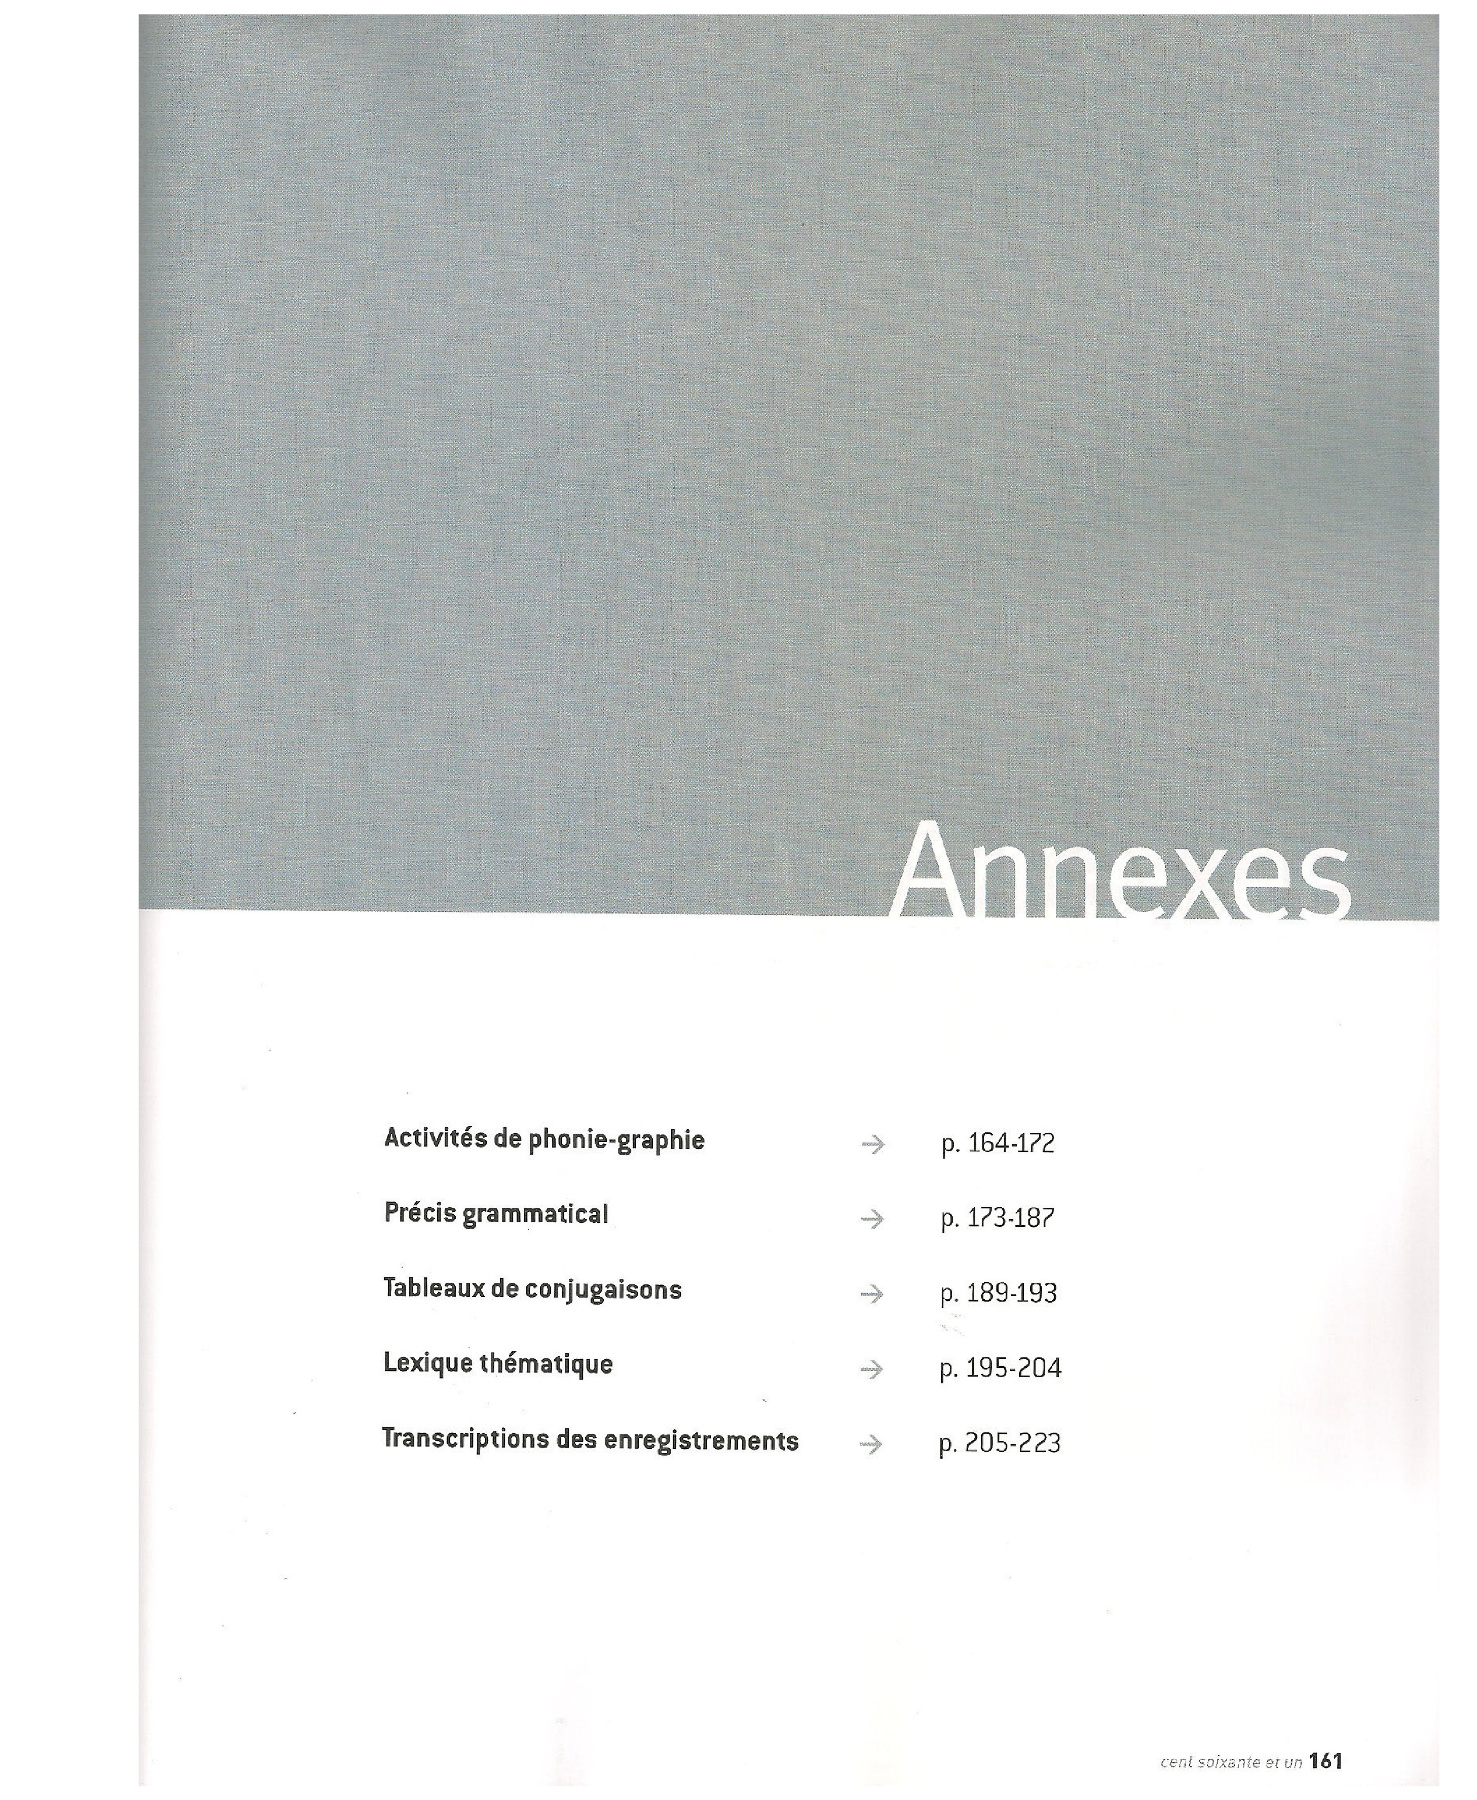 Annexes
Activités de phonie-graphie → p. 164-172
Précis grammatical → p. 173-187
Tableaux de conjugaisons → p. 189-193
Lexique thématique → p. 195-204
Transcriptions des enregistrements → p. 205-223
cent soixante et un 161